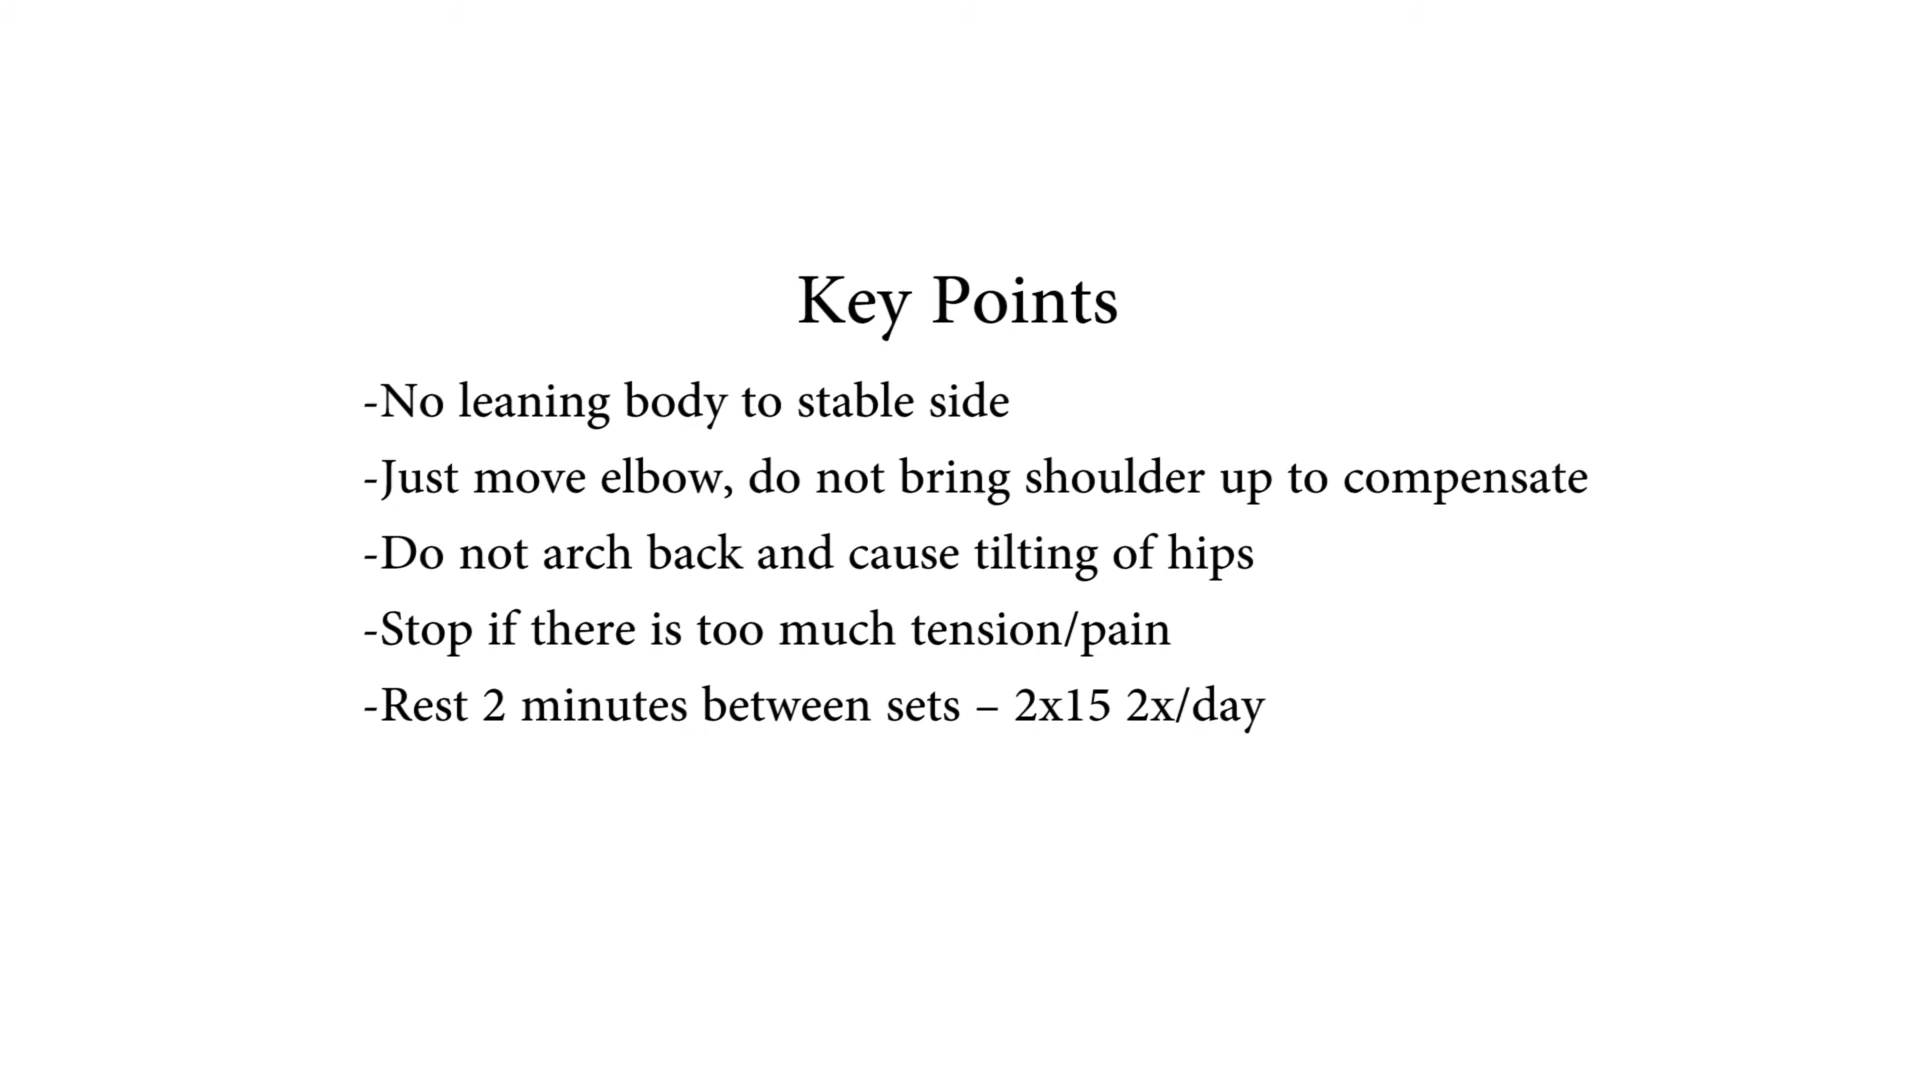 Key Points
-No leaning body to stable side
-Just move elbow, do not bring shoulder up to compensate
-Do not arch back and cause tilting of hips
-Stop if there is too much tension/pain
-Rest 2 minutes between sets – 2x15 2x/day